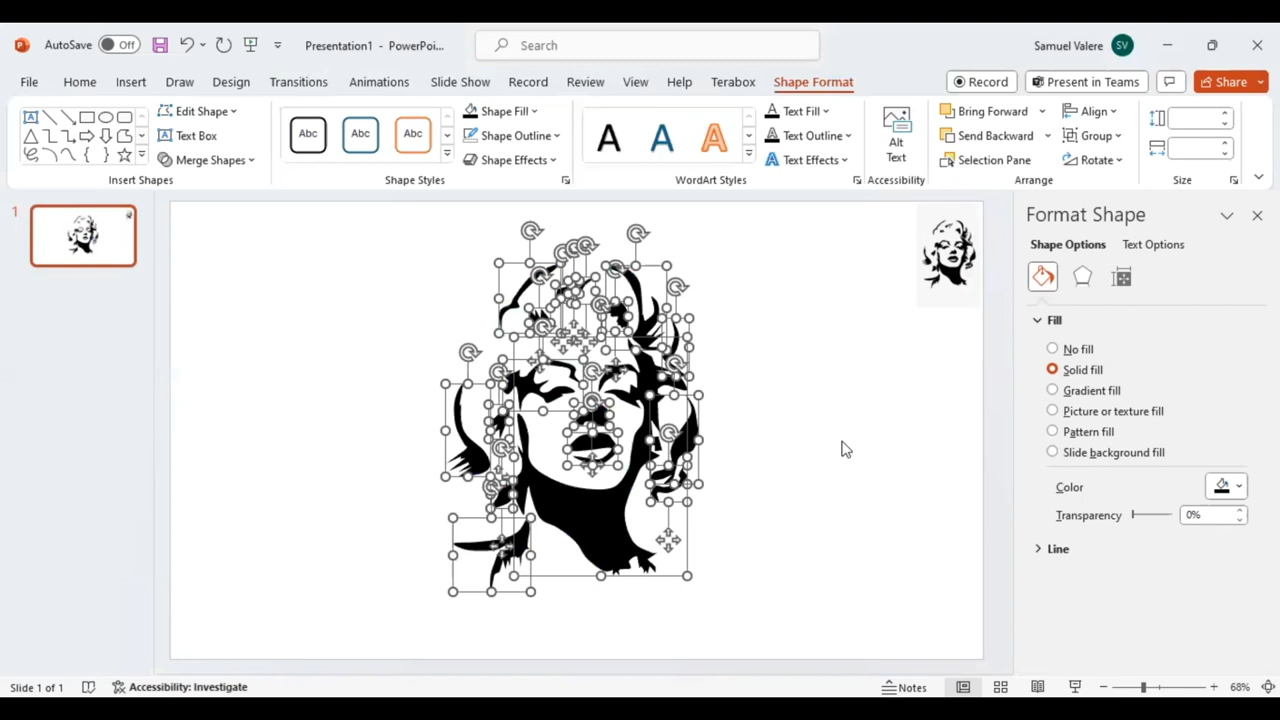 AutoSave Off Presentation1 - PowerPoi... Search Samuel Valere SV
File Home Insert Draw Design Transitions Animations Slide Show Record Review View Help Terabox Shape Format Record Present in Teams Share
Edit Shape
Text Box
Merge Shapes
Insert Shapes
Abc Abc Abc
Shape Fill
Shape Outline
Shape Effects
Shape Styles
A A A
Text Fill
Text Outline
Text Effects
WordArt Styles
Alt
Text
Accessibility
Bring Forward
Send Backward
Selection Pane
Align
Group
Rotate
Arrange
Size
1
Format Shape
Shape Options Text Options
Fill
No fill
Solid fill
Gradient fill
Picture or texture fill
Pattern fill
Slide background fill
Color
Transparency 0%
Line
Slide 1 of 1 Accessibility: Investigate Notes 68%